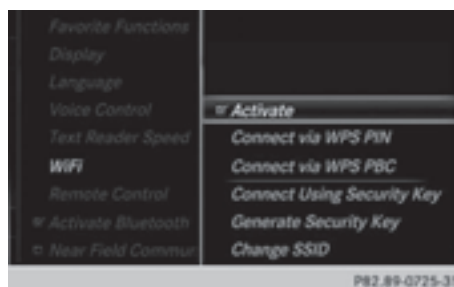 Favorite Functions
Display
Language
Voice Control
Text Reader Speed
WiFi
Remote Control
Activate Bluetooth
Near Field Commun
Activate
Connect via WPS PIN
Connect via WPS PBC
Connect Using Security Key
Generate Security Key
Change SSID
P82.89-0725-31